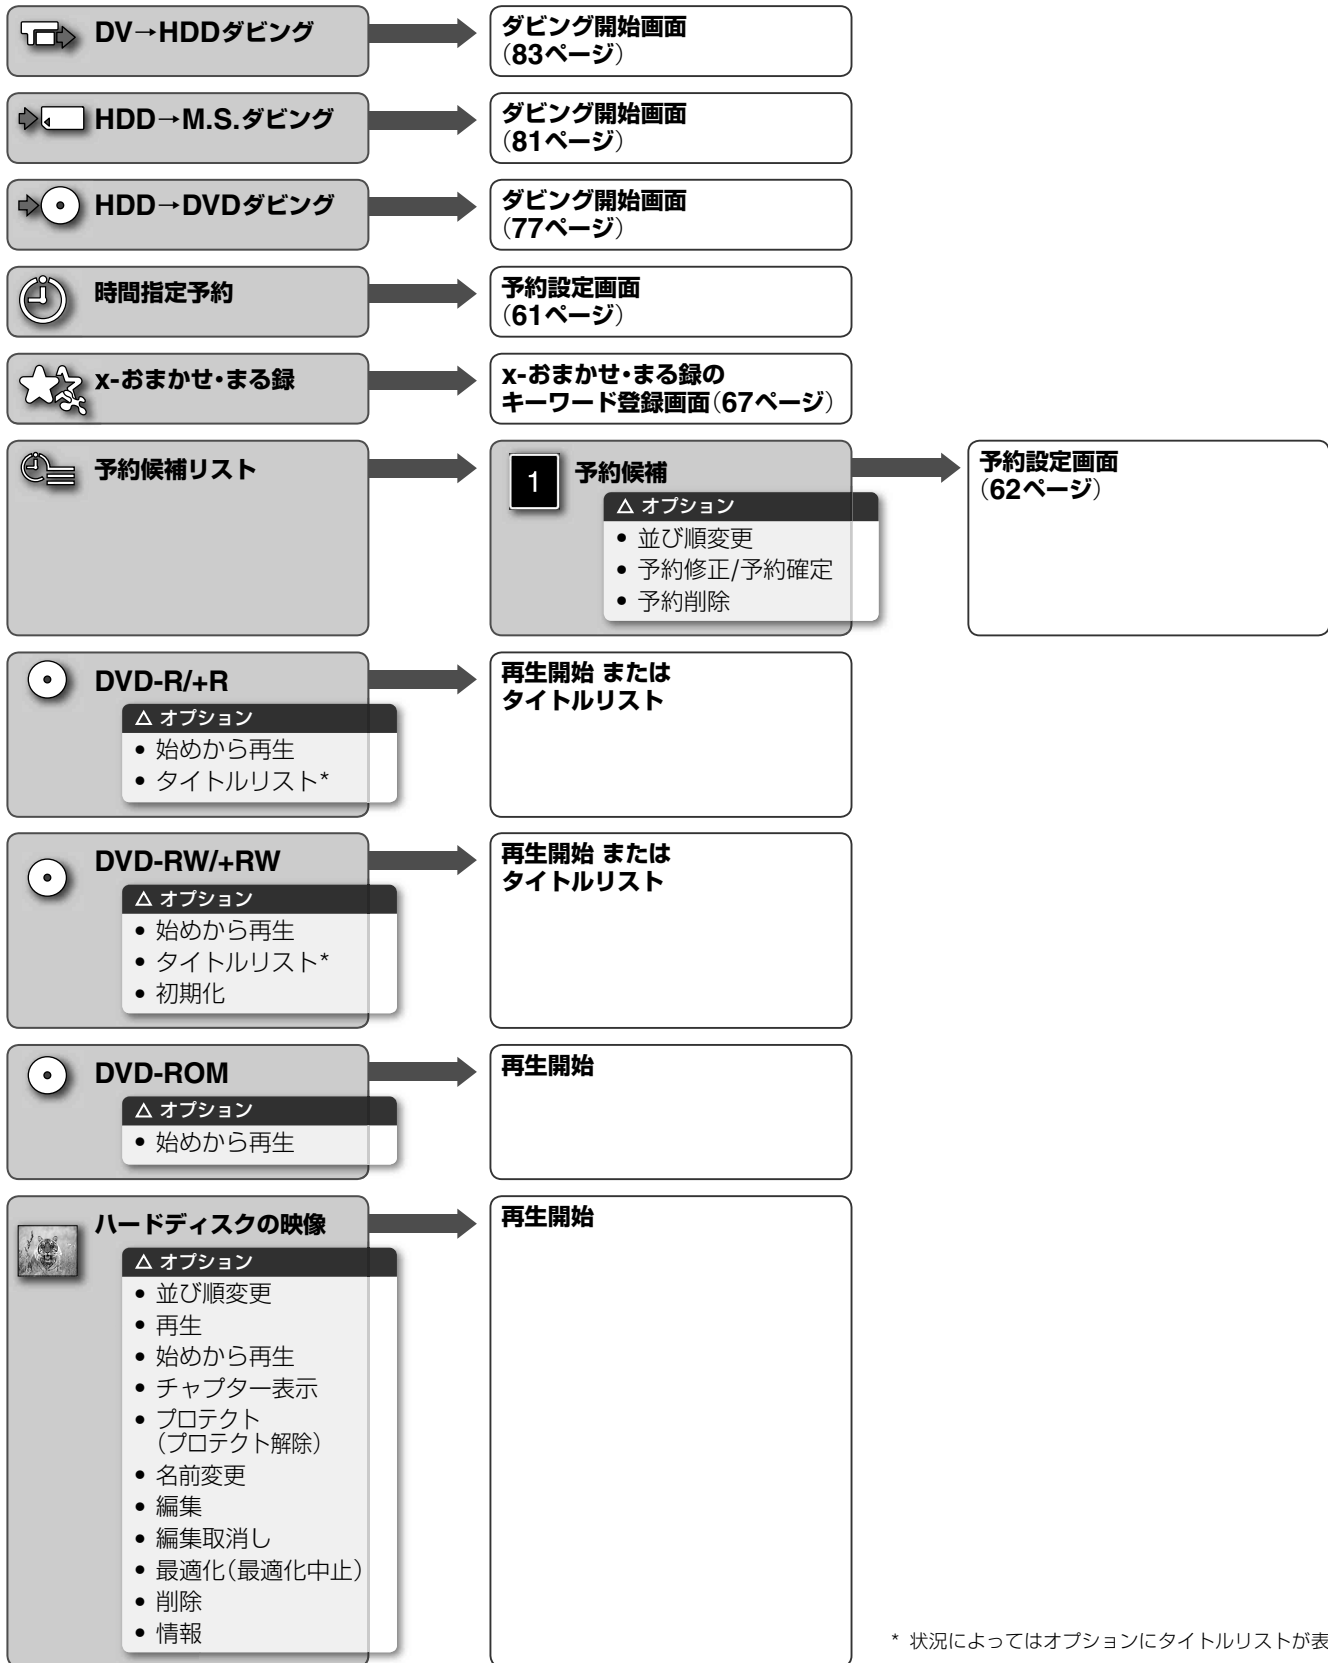 DV→HDDダビング
ダビング開始画面
（83ページ）
HDD→M.S.ダビング
ダビング開始画面
（81ページ）
HDD→DVDダビング
ダビング開始画面
（77ページ）
時間指定予約
予約設定画面
（61ページ）
x-おまかせ・まる録
x-おまかせ・まる録の
キーワード登録画面（67ページ）
予約候補リスト
1
予約候補
△ オプション
• 並び順変更
• 予約修正/予約確定
• 予約削除
予約設定画面
（62ページ）
DVD-R/+R
△ オプション
• 始めから再生
• タイトルリスト*
再生開始 または
タイトルリスト
DVD-RW/+RW
△ オプション
• 始めから再生
• タイトルリスト*
• 初期化
再生開始 または
タイトルリスト
DVD-ROM
△ オプション
• 始めから再生
再生開始
ハードディスクの映像
△ オプション
• 並び順変更
• 再生
• 始めから再生
• チャプター表示
• プロテクト
（プロテクト解除）
• 名前変更
• 編集
• 編集取消し
• 最適化（最適化中止）
• 削除
• 情報
再生開始
* 状況によってはオプションにタイトルリストが表